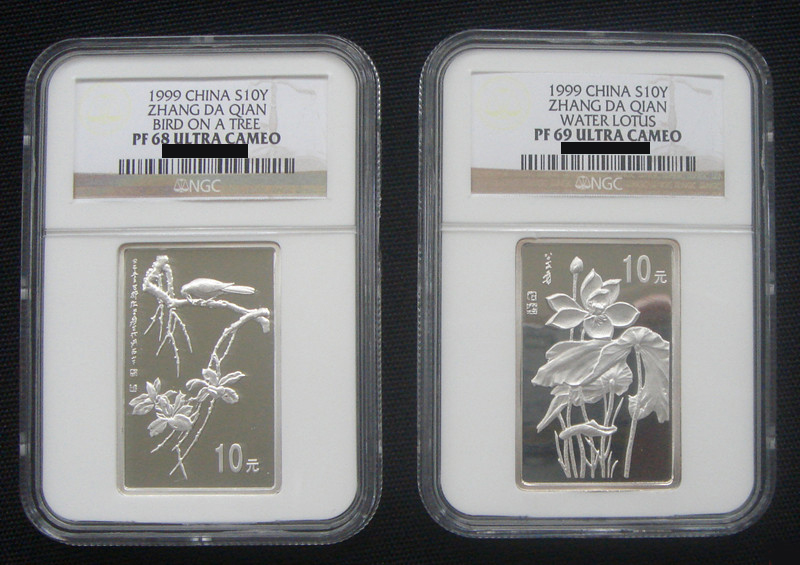 1999 CHINA S10Y
ZHANG DA QIAN
BIRD ON A TREE
PF 68 ULTRA CAMEO
NGC
10元
1999 CHINA S10Y
ZHANG DA QIAN
WATER LOTUS
PF 69 ULTRA CAMEO
NGC
10元